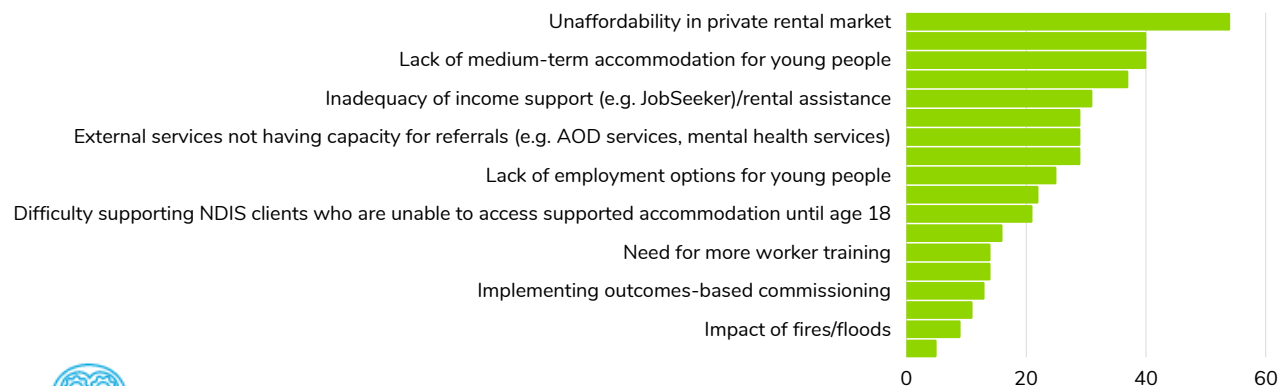 Unaffordability in private rental market
Lack of medium-term accommodation for young people
Inadequacy of income support (e.g. JobSeeker)/rental assistance
External services not having capacity for referrals (e.g. AOD services, mental health services)
Lack of employment options for young people
Difficulty supporting NDIS clients who are unable to access supported accommodation until age 18
Need for more worker training
Implementing outcomes-based commissioning
Impact of fires/floods
0 20 40 60